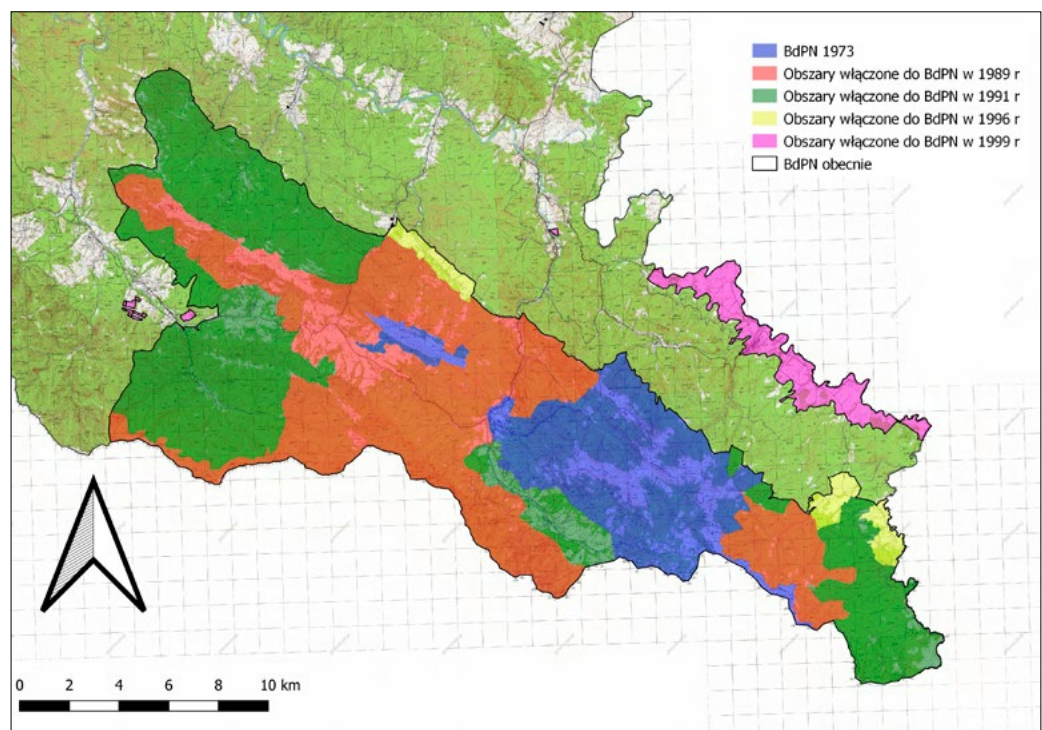 BdPN 1973
Obszary włączone do BdPN w 1989 r
Obszary włączone do BdPN w 1991 r
Obszary włączone do BdPN w 1996 r
Obszary włączone do BdPN w 1999 r
BdPN obecnie
0 2 4 6 8 10 km